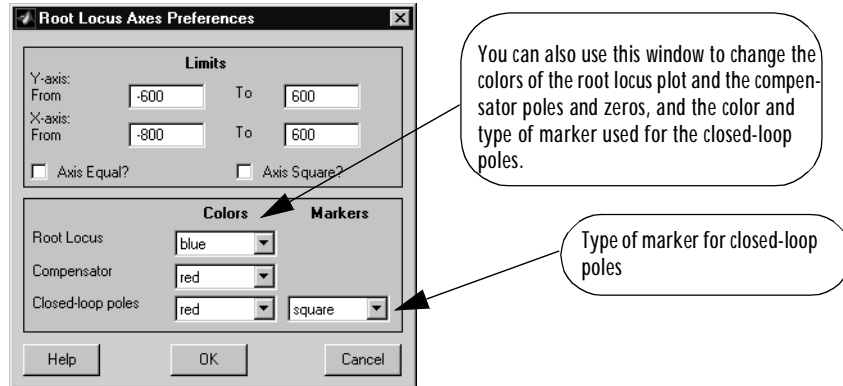 Root Locus Axes Preferences
Limits
Y-axis:
From -600 To 600
X-axis:
From -800 To 600
Axis Equal? Axis Square?
Colors Markers
Root Locus blue
Compensator red
Closed-loop poles red square
Help OK Cancel
You can also use this window to change the
colors of the root locus plot and the compen-
sator poles and zeros, and the color and
type of marker used for the closed-loop
poles.
Type of marker for closed-loop
poles